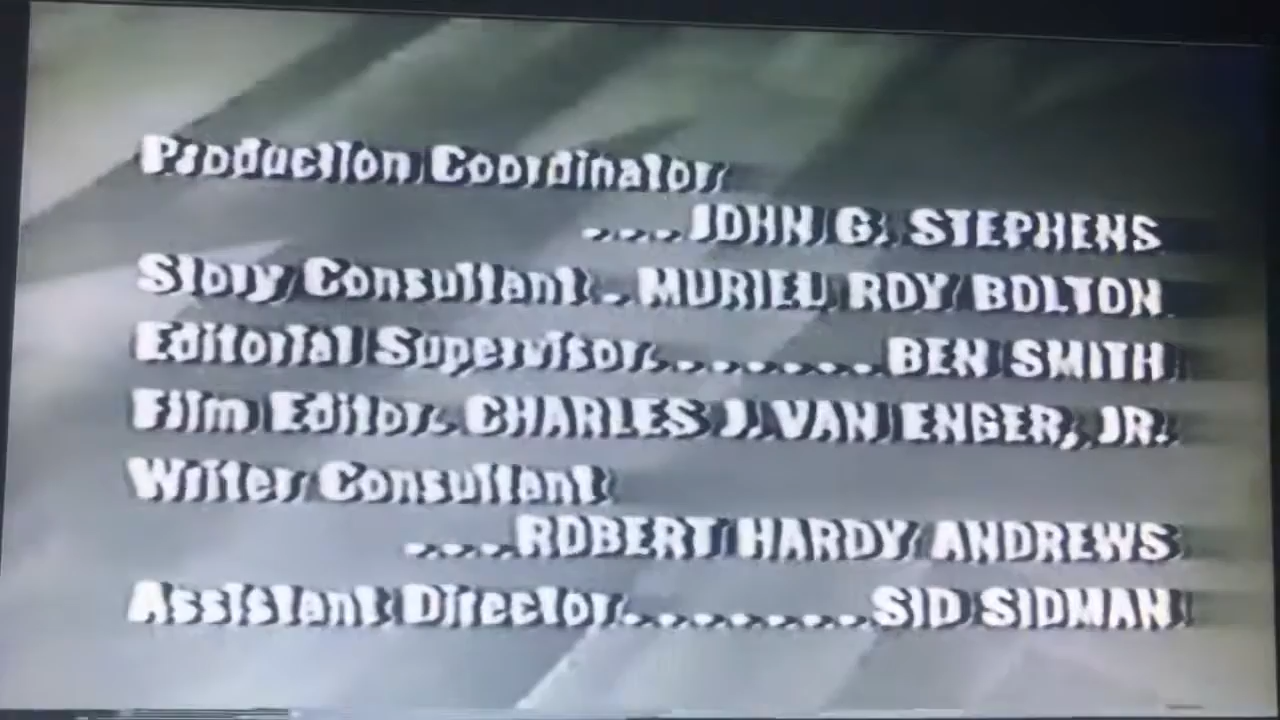 Production Coordinator
....JOHN G. STEPHENS
Story Consultant.. MURIEL ROY BOLTON
Editorial Supervisor.........BEN SMITH
Film Editor. CHARLES J. VAN ENGER, JR.
Writer Consultant
....ROBERT HARDY ANDREWS
Assistant Director..........SID SIDMAN